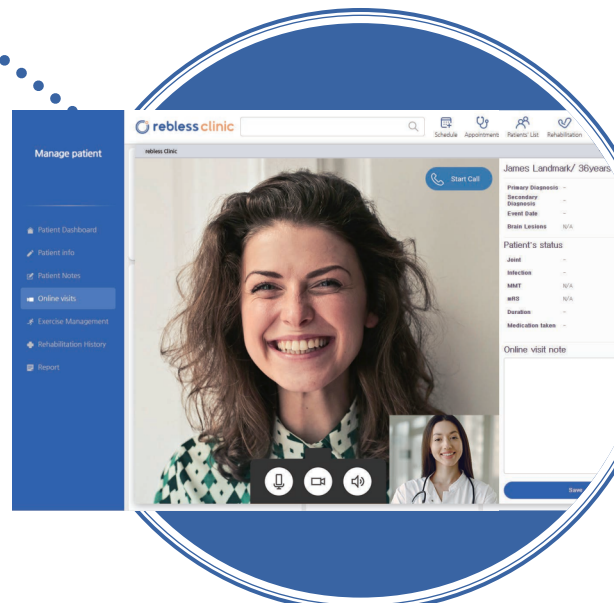 rebless clinic
Schedule
Appointment
Patients' List
Rehabilitation
Manage patient
rebless Clinic
Start Call
James Landmark/ 36years
Primary Diagnosis -
Secondary
Diagnosis -
Event Date -
Brain Lesions N/A
Patient Dashboard
Patient info
Patient Notes
Online visits
Exercise Management
Rehabilitation History
Report
Patient's status
Joint -
Infection -
MMT N/A
mRS N/A
Duration -
Medication taken -
Online visit note
Save